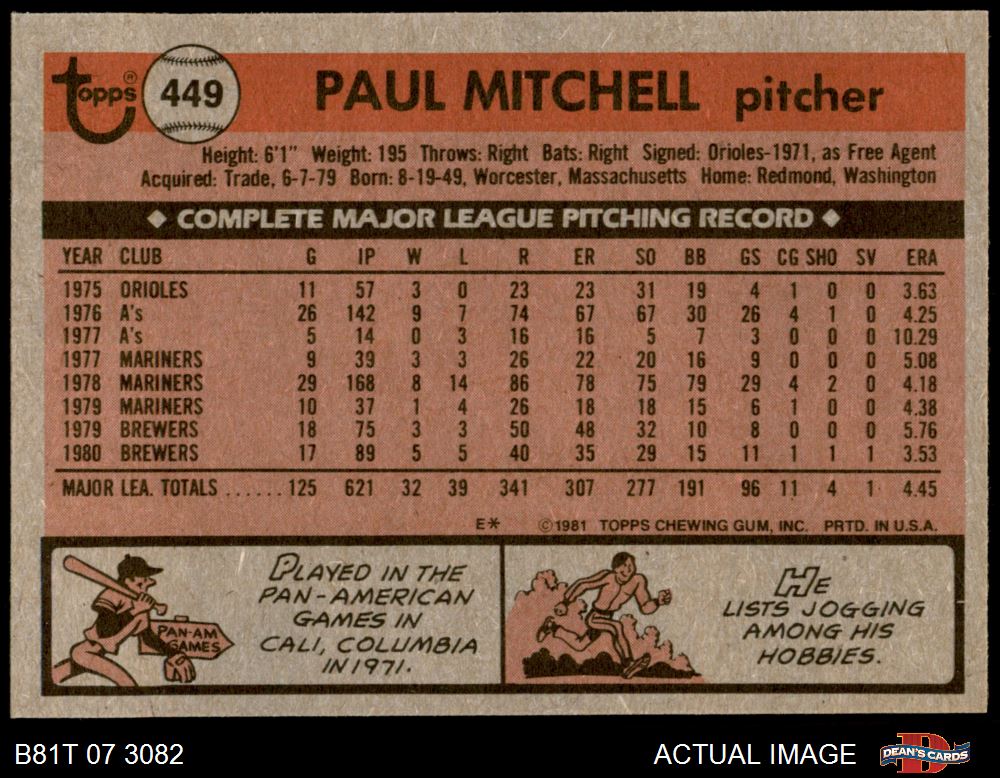 Topps® 449 PAUL MITCHELL pitcher
Height: 6'1" Weight: 195 Throws: Right Bats: Right Signed: Orioles-1971, as Free Agent
Acquired: Trade, 6-7-79 Born: 8-19-49, Worcester, Massachusetts Home: Redmond, Washington
◆ COMPLETE MAJOR LEAGUE PITCHING RECORD ◆
YEAR CLUB G IP W L R ER SO BB GS CG SHO SV ERA
1975 ORIOLES 11 57 3 0 23 23 31 19 4 1 0 0 3.63
1976 A's 26 142 9 7 74 67 67 30 26 4 1 0 4.25
1977 A's 5 14 0 3 16 16 5 7 3 0 0 0 10.29
1977 MARINERS 9 39 3 3 26 22 20 16 9 0 0 0 5.08
1978 MARINERS 29 168 8 14 86 78 75 79 29 4 2 0 4.18
1979 MARINERS 10 37 1 4 26 18 18 15 6 1 0 0 4.38
1979 BREWERS 18 75 3 3 50 48 32 10 8 0 0 0 5.76
1980 BREWERS 17 89 5 5 40 35 29 15 11 1 1 1 3.53
MAJOR LEA. TOTALS ......125 621 32 39 341 307 277 191 96 11 4 1 4.45
E* ©1981 TOPPS CHEWING GUM, INC. PRTD. IN U.S.A.
PAN-AM
GAMES
PLAYED IN THE
PAN-AMERICAN
GAMES IN
CALI, COLUMBIA
IN 1971.
HE
LISTS JOGGING
AMONG HIS
HOBBIES.
B81T 07 3082 ACTUAL IMAGE DEAN'S CARDS